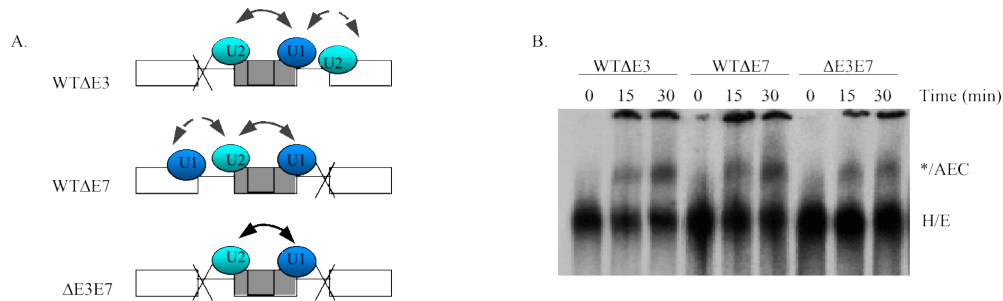 A.
U2 U1 U2
WTΔE3
U1 U2 U1
WTΔE7
U2 U1
ΔE3E7
B.
WTΔE3 WTΔE7 ΔE3E7
0 15 30 0 15 30 0 15 30 Time (min)
*/AEC
H/E